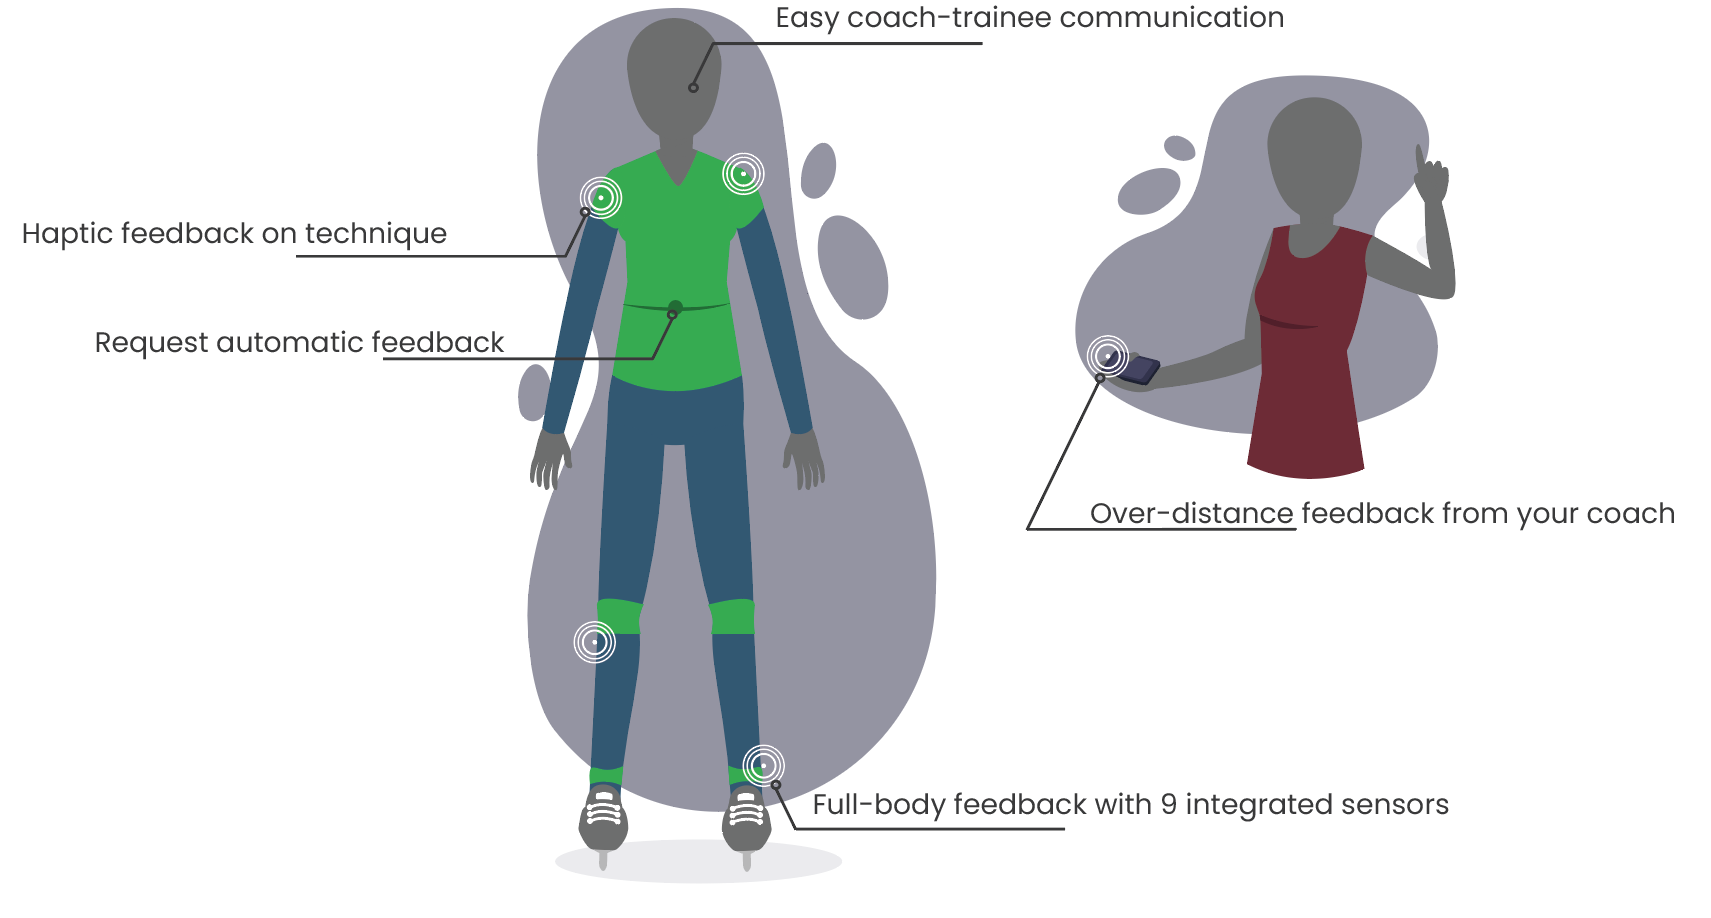 Easy coach-trainee communication
Haptic feedback on technique
Request automatic feedback
Over-distance feedback from your coach
Full-body feedback with 9 integrated sensors